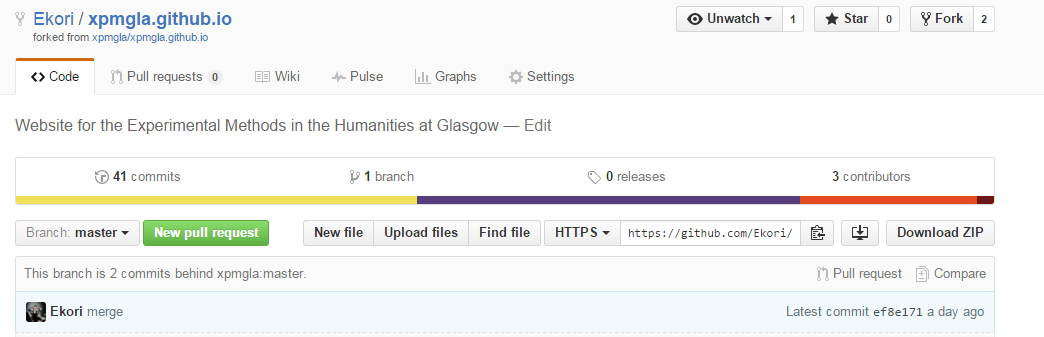 Ekori / xpmgla.github.io
Unwatch 1 Star 0 Fork 2
forked from xpmgla/xpmgla.github.io
Code Pull requests 0 Wiki Pulse Graphs Settings
Website for the Experimental Methods in the Humanities at Glasgow — Edit
41 commits 1 branch 0 releases 3 contributors
Branch: master New pull request New file Upload files Find file HTTPS https://github.com/Ekori/ Download ZIP
This branch is 2 commits behind xpmgla:master. Pull request Compare
Ekori merge Latest commit ef8e171 a day ago